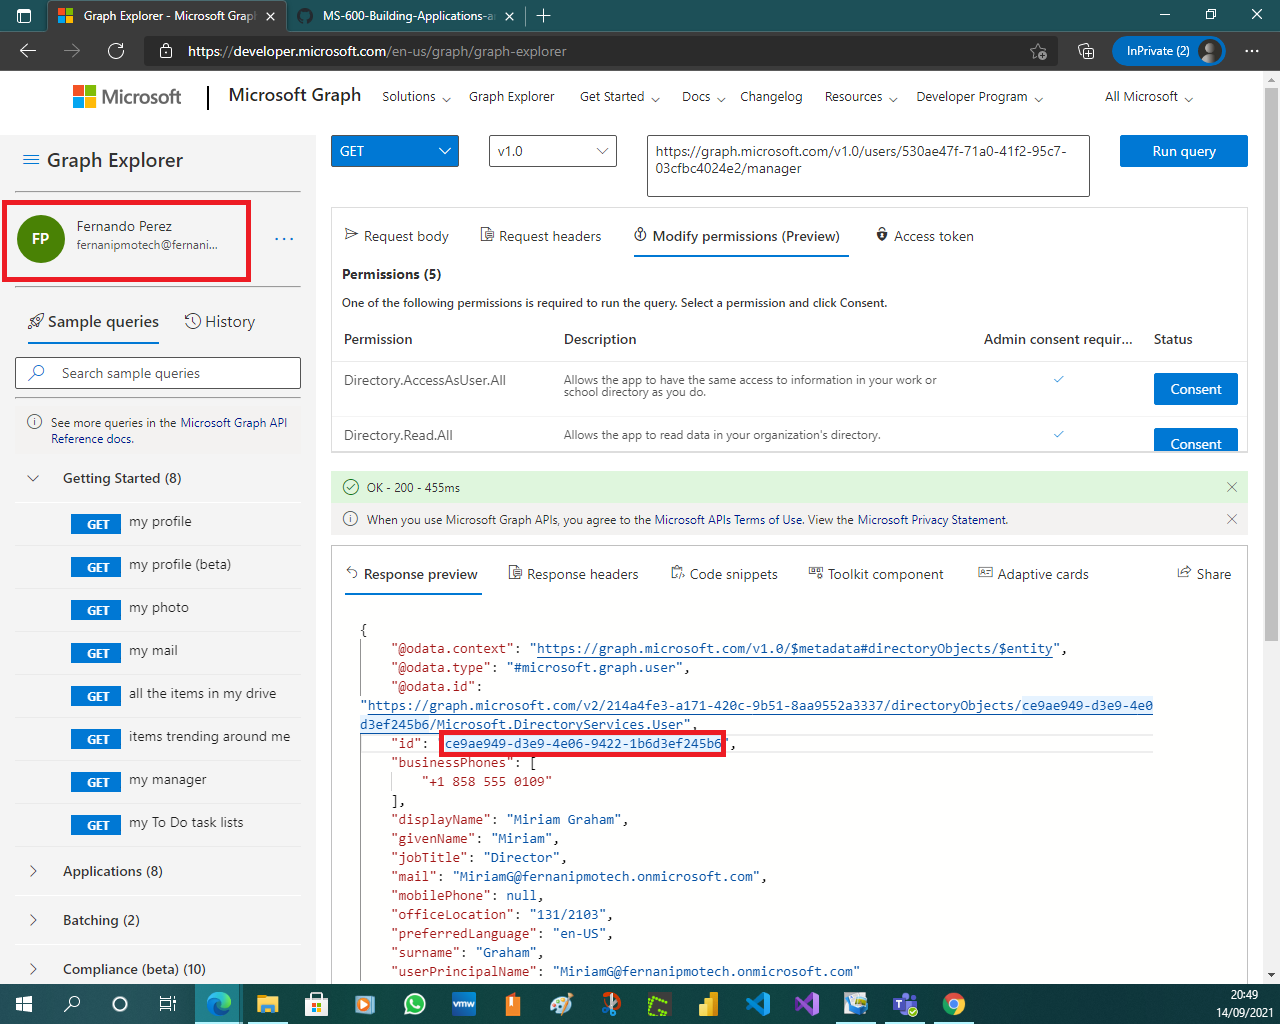 Graph Explorer - Microsoft Grap
MS-600-Building-Applications-a
https://developer.microsoft.com/en-us/graph/graph-explorer
InPrivate (2)
Microsoft
Microsoft Graph
Solutions
Graph Explorer
Get Started
Docs
Changelog
Resources
Developer Program
All Microsoft
Graph Explorer
GET
v1.0
https://graph.microsoft.com/v1.0/users/530ae47f-71a0-41f2-95c7-
03cfbc4024e2/manager
Run query
FP
Fernando Perez
fernanipmotech@fernani...
...
Request body
Request headers
Modify permissions (Preview)
Access token
Permissions (5)
One of the following permissions is required to run the query. Select a permission and click Consent.
Permission
Description
Admin consent requir...
Status
Directory.AccessAsUser.All
Allows the app to have the same access to information in your work or
school directory as you do.
Consent
Directory.Read.All
Allows the app to read data in your organization's directory.
Consent
Sample queries
History
Search sample queries
See more queries in the Microsoft Graph API
Reference docs.
Getting Started (8)
GET my profile
GET my profile (beta)
GET my photo
GET my mail
GET all the items in my drive
GET items trending around me
GET my manager
GET my To Do task lists
Applications (8)
Batching (2)
Compliance (beta) (10)
OK - 200 - 455ms
When you use Microsoft Graph APIs, you agree to the Microsoft APIs Terms of Use. View the Microsoft Privacy Statement.
Response preview
Response headers
Code snippets
Toolkit component
Adaptive cards
Share
{
"@odata.context": "https://graph.microsoft.com/v1.0/$metadata#directoryObjects/$entity",
"@odata.type": "#microsoft.graph.user",
"@odata.id":
"https://graph.microsoft.com/v2/214a4fe3-a171-420c-9b51-8aa9552a3337/directoryObjects/ce9ae949-d3e9-4e0
d3ef245b6/Microsoft.DirectoryServices.User",
"id": "ce9ae949-d3e9-4e06-9422-1b6d3ef245b6",
"businessPhones": [
"+1 858 555 0109"
],
"displayName": "Miriam Graham",
"givenName": "Miriam",
"jobTitle": "Director",
"mail": "MiriamG@fernanipmotech.onmicrosoft.com",
"mobilePhone": null,
"officeLocation": "131/2103",
"preferredLanguage": "en-US",
"surname": "Graham",
"userPrincipalName": "MiriamG@fernanipmotech.onmicrosoft.com"
vmw
20:49
14/09/2021